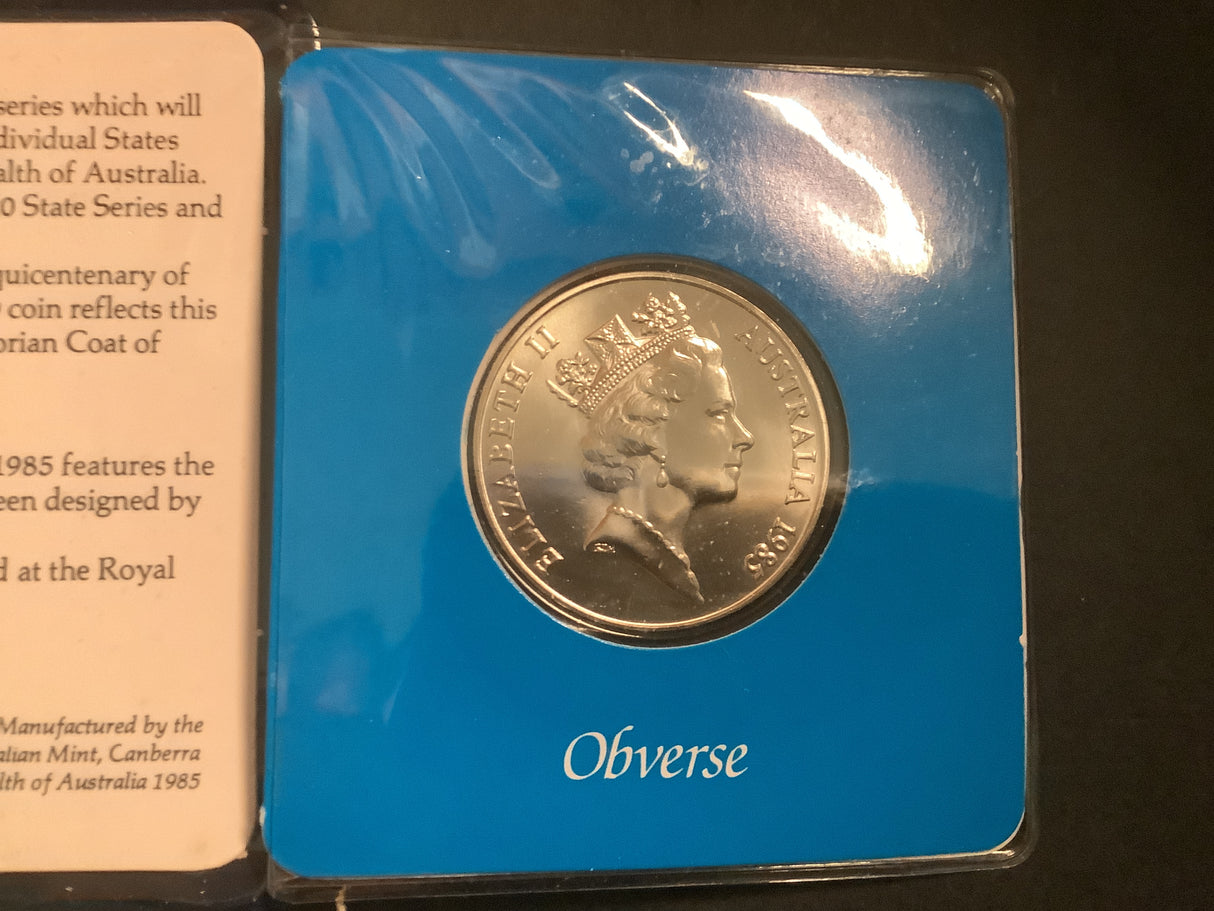 series which will
dividual States
alth of Australia.
0 State Series and
quicentenary of
coin reflects this
orian Coat of
1985 features the
een designed by
d at the Royal
Manufactured by the
alian Mint, Canberra
lth of Australia 1985
ELIZABETH II
AUSTRALIA 1985
RDM
Obverse